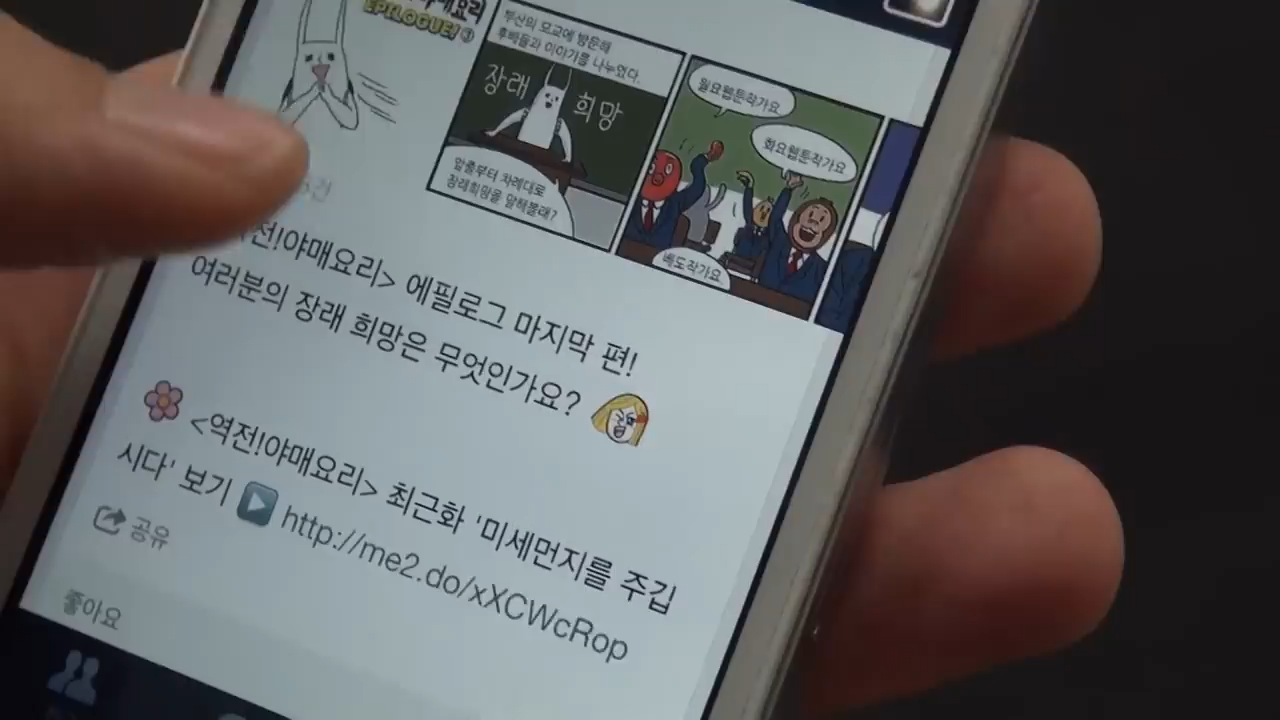 EPILOGUE! ③
부산의 모교에 방문해
후배들과 이야기를 나누었다.
장래 희망
앞줄부터 차례대로
장래희망을 말해볼래?
월요웹툰작가요
화요웹툰작가요
베도작가요
전!야매요리> 에필로그 마지막 편!
여러분의 장래 희망은 무엇인가요?
<역전!야매요리> 최근화 '미세먼지를 주깁
시다' 보기 ▶ http://me2.do/xXCWcRop
공유
좋아요